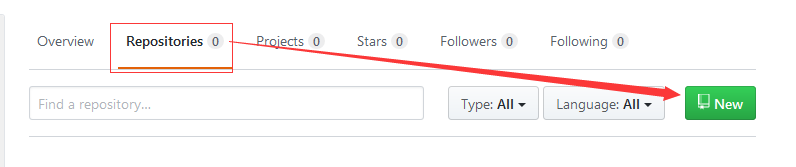 Overview Repositories 0 Projects 0 Stars 0 Followers 0 Following 0
Find a repository... Type: All Language: All New